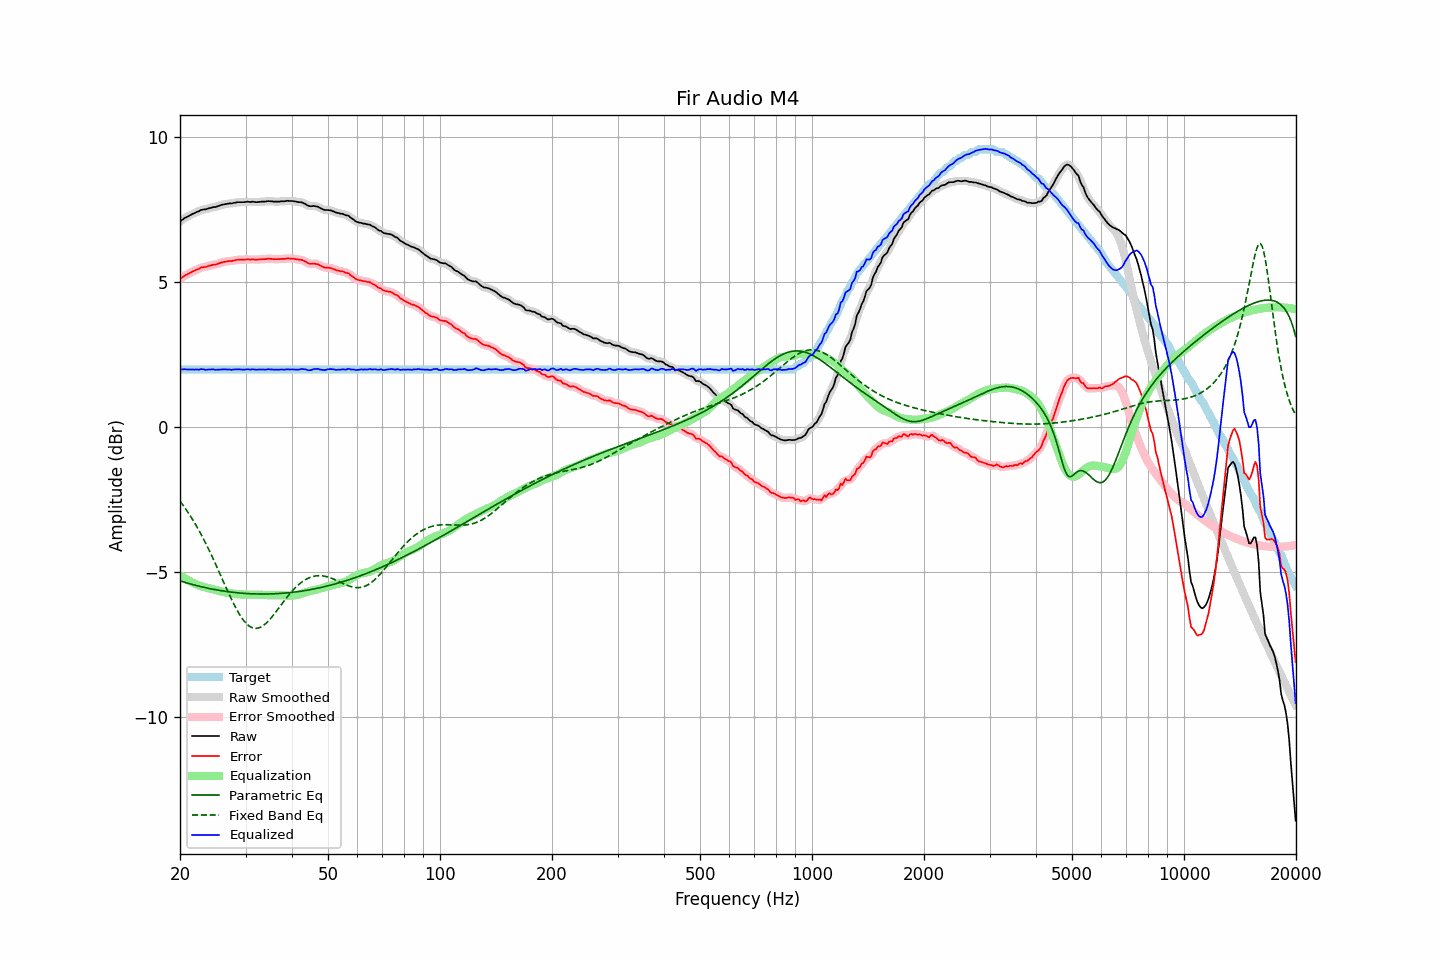 Fir Audio M4
Amplitude (dBr)
10
5
0
−5
−10
Target
Raw Smoothed
Error Smoothed
Raw
Error
Equalization
Parametric Eq
Fixed Band Eq
Equalized
20 50 100 200 500 1000 2000 5000 10000 20000
Frequency (Hz)